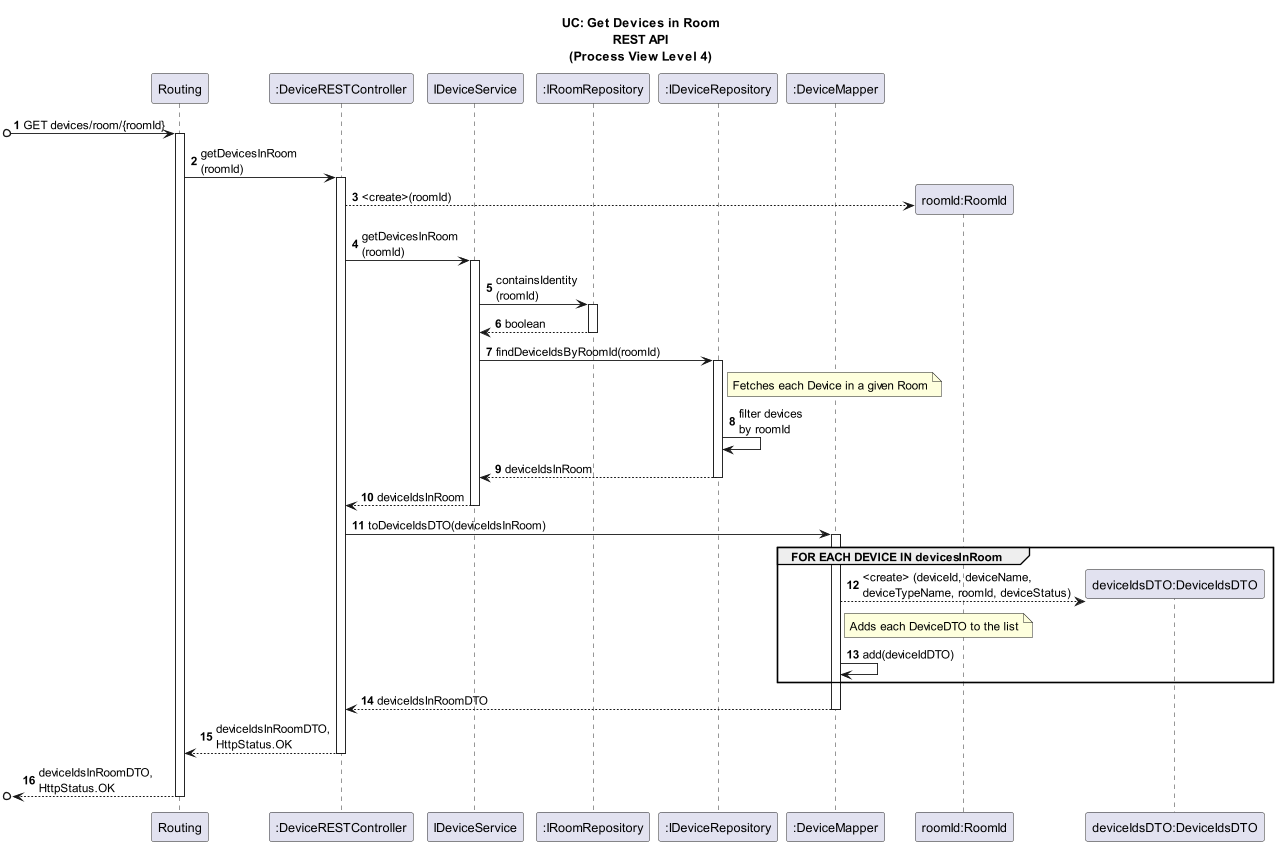 UC: Get Devices in Room
REST API
(Process View Level 4)
Routing
:DeviceRESTController
IDeviceService
:IRoomRepository
:IDeviceRepository
:DeviceMapper
1 GET devices/room/{roomId}
2 getDevicesInRoom
(roomId)
3 <create>(roomId)
roomId:RoomId
4 getDevicesInRoom
(roomId)
5 containsIdentity
(roomId)
6 boolean
7 findDeviceIdsByRoomId(roomId)
Fetches each Device in a given Room
8 filter devices
by roomId
9 deviceIdsInRoom
10 deviceIdsInRoom
11 toDeviceIdsDTO(deviceIdsInRoom)
FOR EACH DEVICE IN devicesInRoom
12 <create> (deviceId, deviceName,
deviceTypeName, roomId, deviceStatus)
deviceIdsDTO:DeviceIdsDTO
Adds each DeviceDTO to the list
13 add(deviceIdDTO)
14 deviceIdsInRoomDTO
15 deviceIdsInRoomDTO,
HttpStatus.OK
16 deviceIdsInRoomDTO,
HttpStatus.OK
Routing
:DeviceRESTController
IDeviceService
:IRoomRepository
:IDeviceRepository
:DeviceMapper
roomId:RoomId
deviceIdsDTO:DeviceIdsDTO